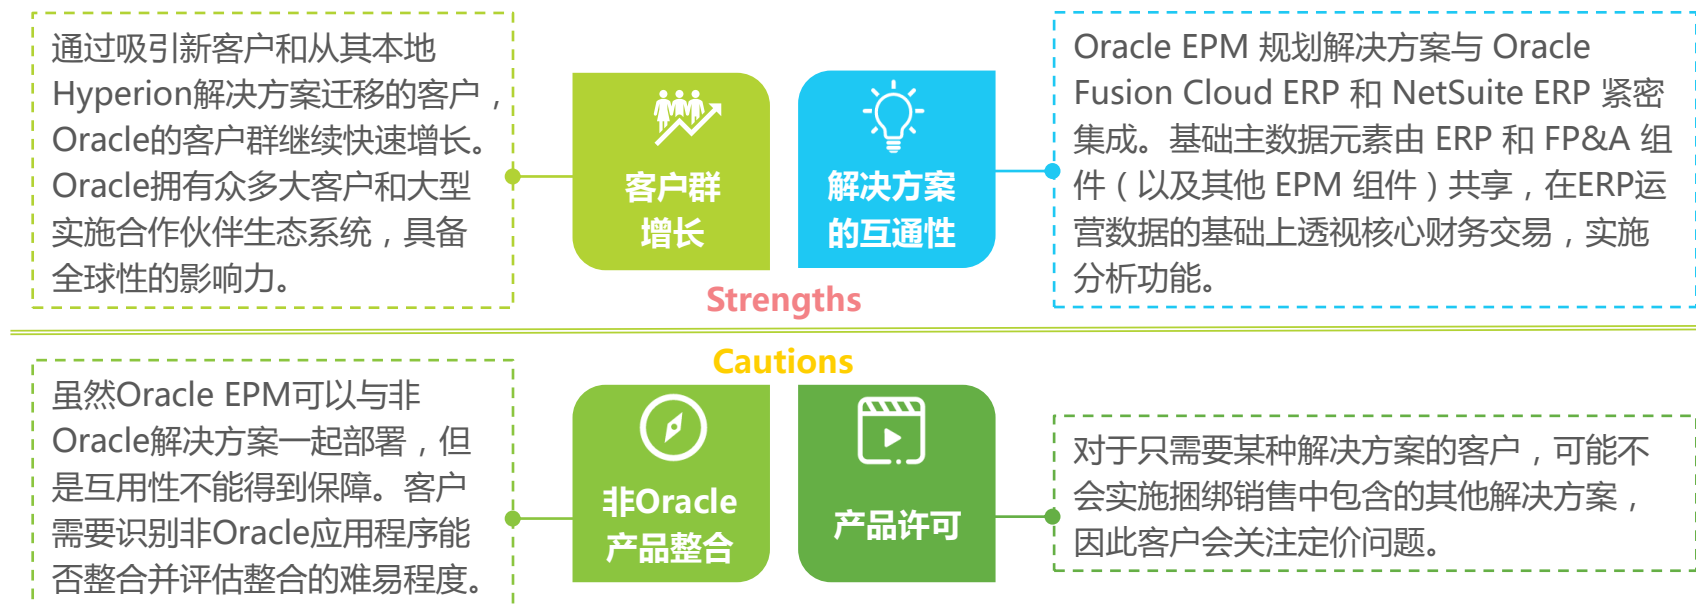 通过吸引新客户和从其本地
Hyperion解决方案迁移的客户，
Oracle的客户群继续快速增长。
Oracle拥有众多大客户和大型
实施合作伙伴生态系统，具备
全球性的影响力。
客户群
增长
解决方案
的互通性
Oracle EPM 规划解决方案与 Oracle
Fusion Cloud ERP 和 NetSuite ERP 紧密
集成。基础主数据元素由 ERP 和 FP&A 组
件（以及其他 EPM 组件）共享，在ERP运
营数据的基础上透视核心财务交易，实施
分析功能。
Strengths
Cautions
虽然Oracle EPM可以与非
Oracle解决方案一起部署，但
是互用性不能得到保障。客户
需要识别非Oracle应用程序能
否整合并评估整合的难易程度。
非Oracle
产品整合
产品许可
对于只需要某种解决方案的客户，可能不
会实施捆绑销售中包含的其他解决方案，
因此客户会关注定价问题。